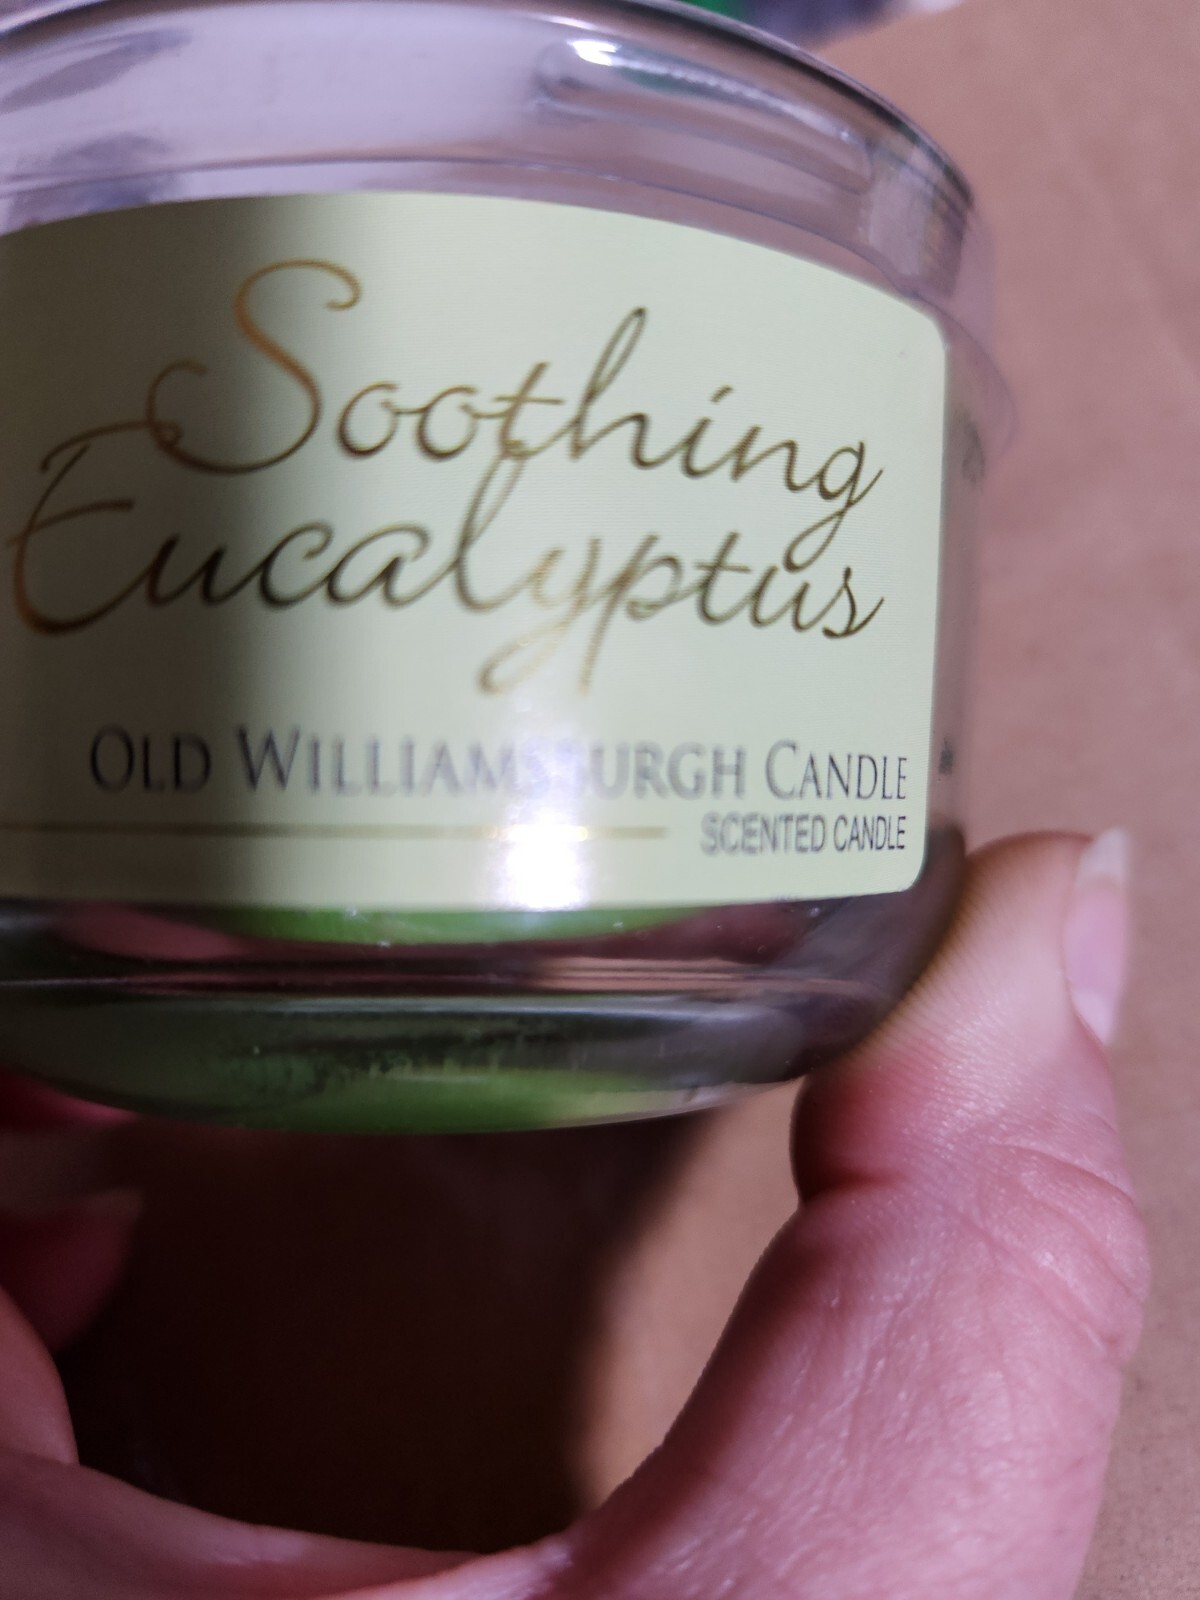 Soothing
Eucalyptus
OLD WILLIAMSBURGH CANDLE
SCENTED CANDLE